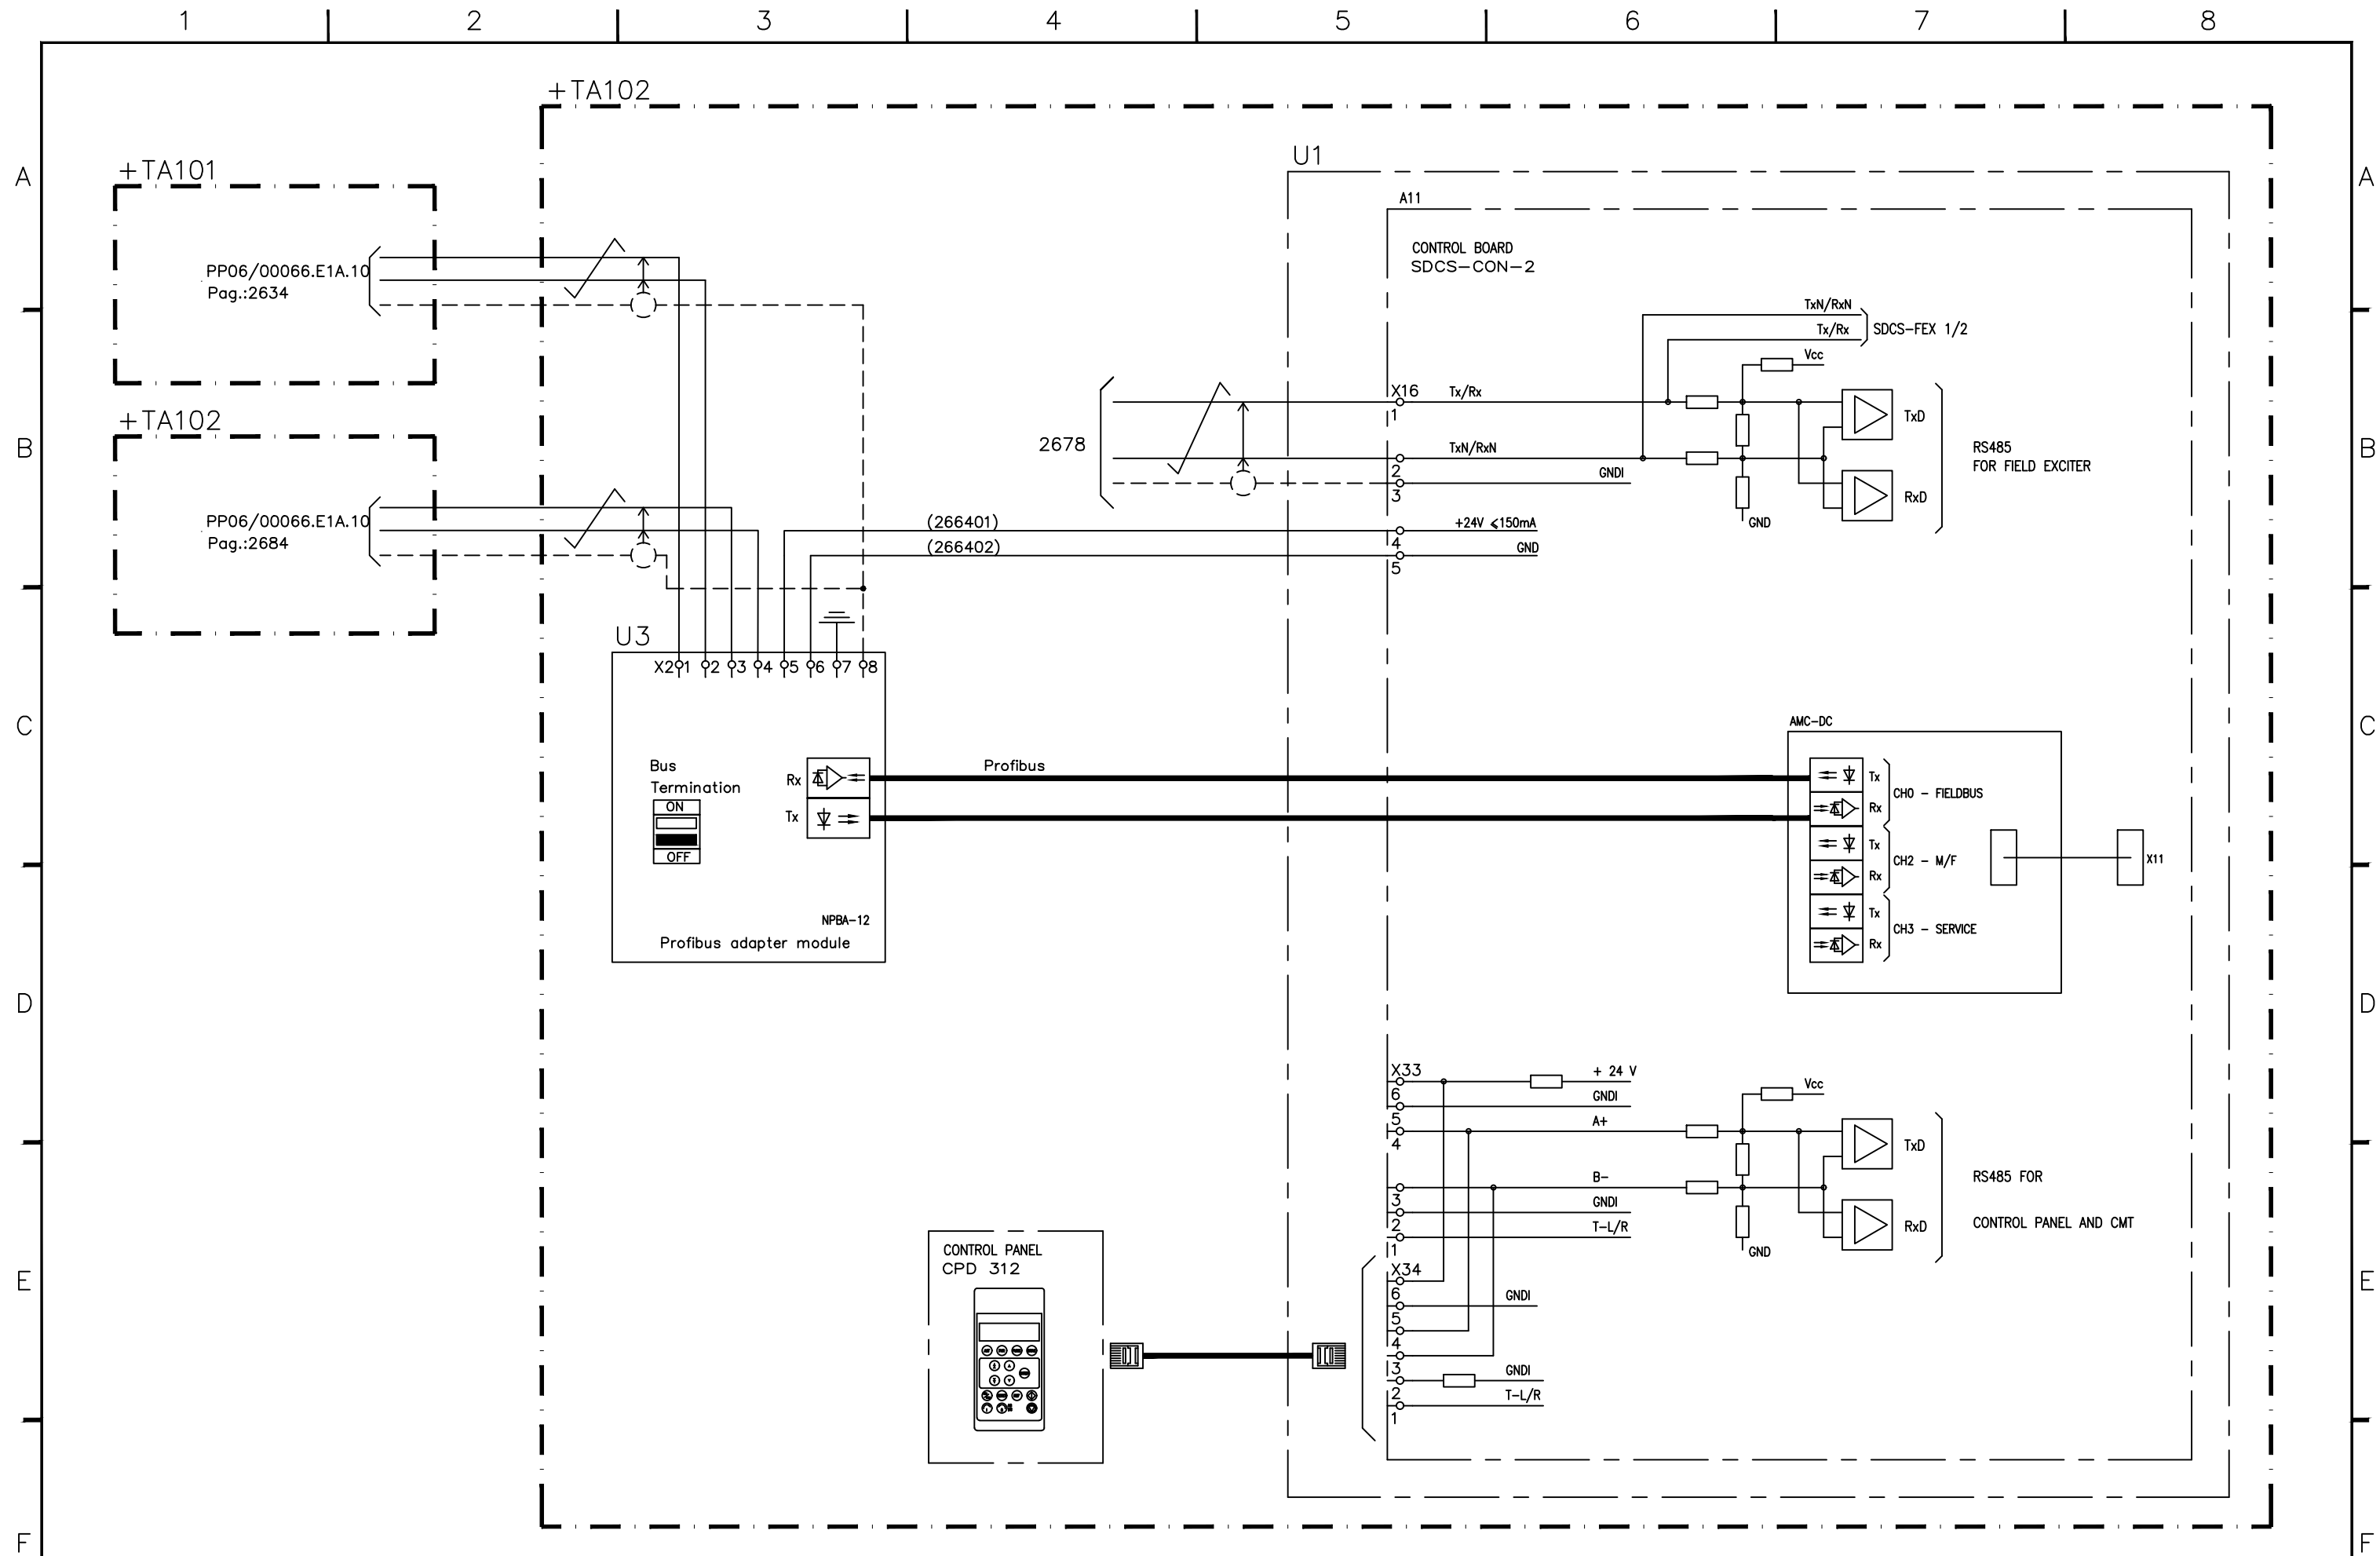 1 2 3 4 5 6 7 8
+TA102
A
+TA101
U1
A
A11
CONTROL BOARD
SDCS-CON-2
PP06/00066.E1A.10
Pag.:2634
TxN/RxN
Tx/Rx
SDCS-FEX 1/2
Vcc
+TA102
X16
Tx/Rx
1
TxD
B
2678
TxN/RxN
RS485
FOR FIELD EXCITER
B
2
GNDI
3
RxD
GND
PP06/00066.E1A.10
Pag.:2684
(266401)
+24V ⩽150mA
4
(266402)
GND
5
U3
X2 1 2 3 4 5 6 7 8
C
AMC-DC
C
Bus
Termination
ON
OFF
Rx
Tx
Profibus
Tx
CH0 - FIELDBUS
Rx
Tx
CH2 - M/F
Rx
X11
Tx
CH3 - SERVICE
Rx
NPBA-12
Profibus adapter module
D
D
X33
+ 24 V
6
GNDI
Vcc
5
A+
4
TxD
B-
RS485 FOR
3
GNDI
2
T-L/R
RxD
CONTROL PANEL AND CMT
1
GND
CONTROL PANEL
CPD 312
E
X34
E
6
GNDI
5
4
3
GNDI
2
T-L/R
1
F
F